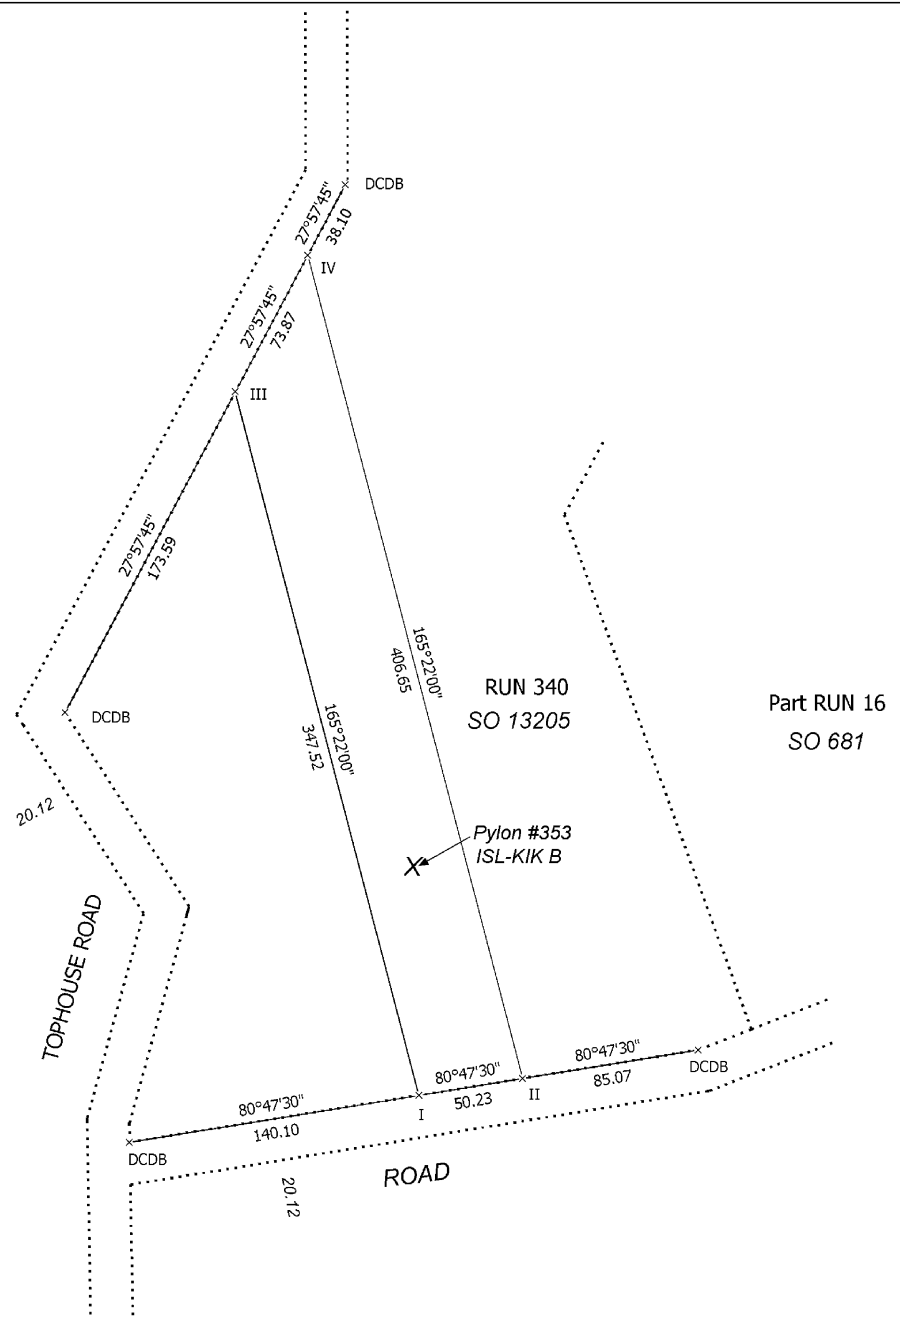 DCDB
27°57'45"
38.10
IV
27°57'45"
73.87
III
27°57'45"
173.59
165°22'00"
406.65
RUN 340
SO 13205
Part RUN 16
SO 681
DCDB
165°22'00"
347.52
20.12
Pylon #353
ISL-KIK B
TOPHOUSE ROAD
80°47'30"
85.07
DCDB
80°47'30"
50.23
II
I
80°47'30"
140.10
DCDB
ROAD
20.12